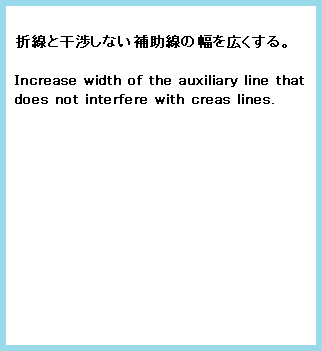 折線と干渉しない補助線の幅を広くする。
Increase width of the auxiliary line that
does not interfere with creas lines.